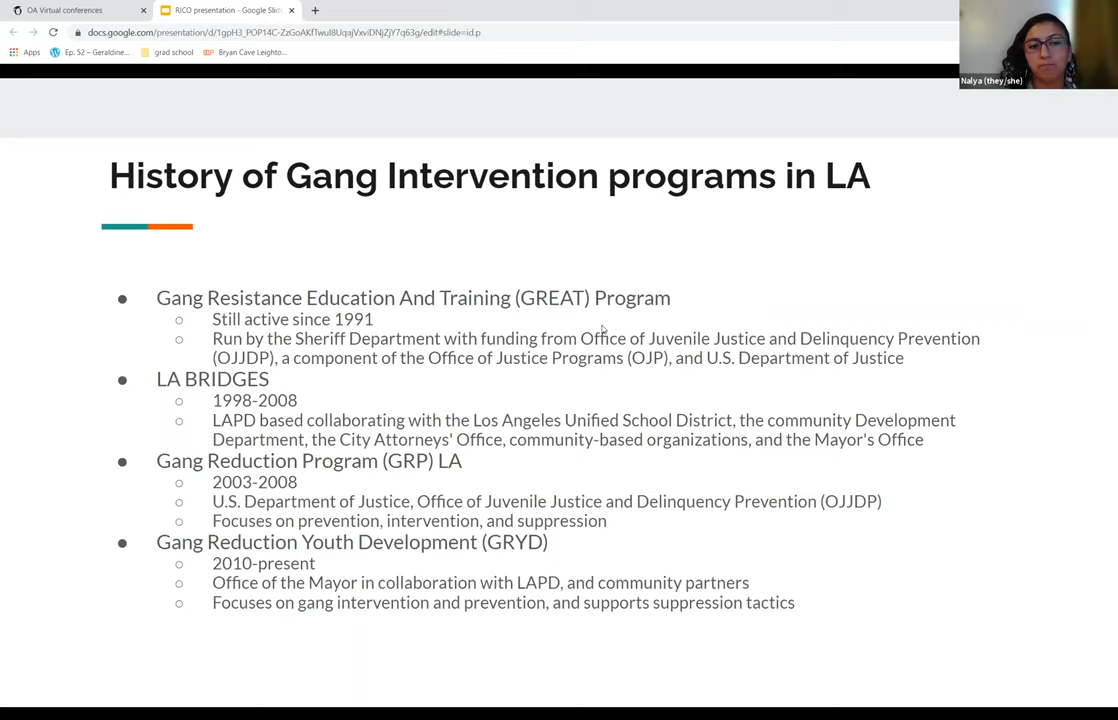 OA Virtual conferences
RICO presentation - Google Slid
docs.google.com/presentation/d/1gpH3_POP14C-ZzGoAKfTwuI8UqajVxviDNjZjY7q63g/edit#slide=id.p
Apps
Ep. 52 – Geraldine...
grad school
Bryan Cave Leighto...
Nalya (they/she)
History of Gang Intervention programs in LA
● Gang Resistance Education And Training (GREAT) Program
○ Still active since 1991
○ Run by the Sheriff Department with funding from Office of Juvenile Justice and Delinquency Prevention
(OJJDP), a component of the Office of Justice Programs (OJP), and U.S. Department of Justice
● LA BRIDGES
○ 1998-2008
○ LAPD based collaborating with the Los Angeles Unified School District, the community Development
Department, the City Attorneys' Office, community-based organizations, and the Mayor's Office
● Gang Reduction Program (GRP) LA
○ 2003-2008
○ U.S. Department of Justice, Office of Juvenile Justice and Delinquency Prevention (OJJDP)
○ Focuses on prevention, intervention, and suppression
● Gang Reduction Youth Development (GRYD)
○ 2010-present
○ Office of the Mayor in collaboration with LAPD, and community partners
○ Focuses on gang intervention and prevention, and supports suppression tactics